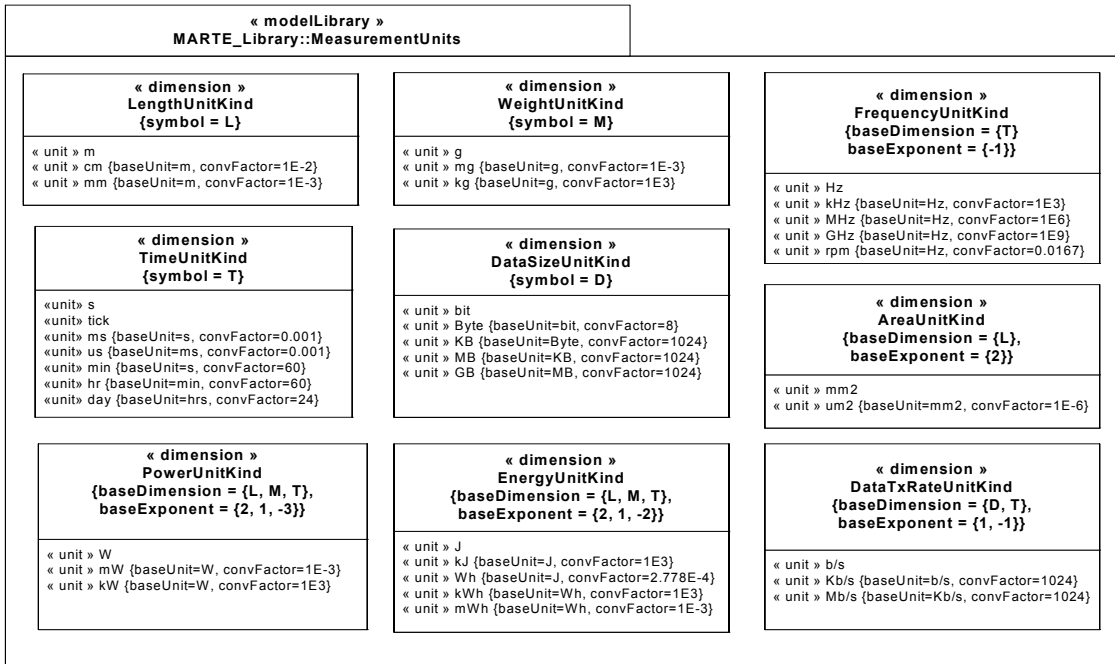 « modelLibrary »
MARTE_Library::MeasurementUnits
« dimension »
LengthUnitKind
{symbol = L}
« unit » m
« unit » cm {baseUnit=m, convFactor=1E-2}
« unit » mm {baseUnit=m, convFactor=1E-3}
« dimension »
WeightUnitKind
{symbol = M}
« unit » g
« unit » mg {baseUnit=g, convFactor=1E-3}
« unit » kg {baseUnit=g, convFactor=1E3}
« dimension »
FrequencyUnitKind
{baseDimension = {T}
baseExponent = {-1}}
« unit » Hz
« unit » kHz {baseUnit=Hz, convFactor=1E3}
« unit » MHz {baseUnit=Hz, convFactor=1E6}
« unit » GHz {baseUnit=Hz, convFactor=1E9}
« unit » rpm {baseUnit=Hz, convFactor=0.0167}
« dimension »
TimeUnitKind
{symbol = T}
«unit» s
«unit» tick
«unit» ms {baseUnit=s, convFactor=0.001}
«unit» us {baseUnit=ms, convFactor=0.001}
«unit» min {baseUnit=s, convFactor=60}
«unit» hr {baseUnit=min, convFactor=60}
«unit» day {baseUnit=hrs, convFactor=24}
« dimension »
DataSizeUnitKind
{symbol = D}
« unit » bit
« unit » Byte {baseUnit=bit, convFactor=8}
« unit » KB {baseUnit=Byte, convFactor=1024}
« unit » MB {baseUnit=KB, convFactor=1024}
« unit » GB {baseUnit=MB, convFactor=1024}
« dimension »
AreaUnitKind
{baseDimension = {L},
baseExponent = {2}}
« unit » mm2
« unit » um2 {baseUnit=mm2, convFactor=1E-6}
« dimension »
PowerUnitKind
{baseDimension = {L, M, T},
baseExponent = {2, 1, -3}}
« unit » W
« unit » mW {baseUnit=W, convFactor=1E-3}
« unit » kW {baseUnit=W, convFactor=1E3}
« dimension »
EnergyUnitKind
{baseDimension = {L, M, T},
baseExponent = {2, 1, -2}}
« unit » J
« unit » kJ {baseUnit=J, convFactor=1E3}
« unit » Wh {baseUnit=J, convFactor=2.778E-4}
« unit » kWh {baseUnit=Wh, convFactor=1E3}
« unit » mWh {baseUnit=Wh, convFactor=1E-3}
« dimension »
DataTxRateUnitKind
{baseDimension = {D, T},
baseExponent = {1, -1}}
« unit » b/s
« unit » Kb/s {baseUnit=b/s, convFactor=1024}
« unit » Mb/s {baseUnit=Kb/s, convFactor=1024}